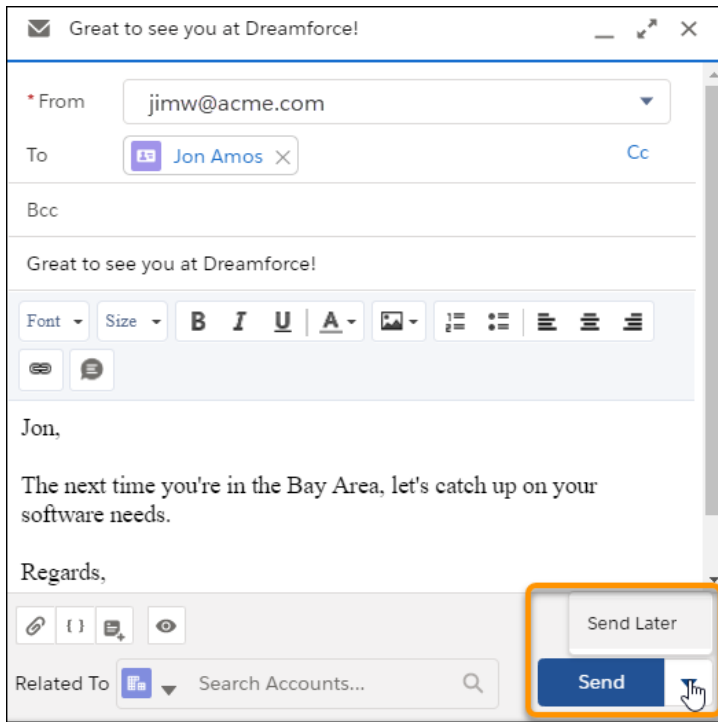 Great to see you at Dreamforce!
* From jimw@acme.com
To Jon Amos Cc
Bcc
Great to see you at Dreamforce!
Font Size B I U A
Jon,
The next time you're in the Bay Area, let's catch up on your
software needs.
Regards,
{ } Send Later
Related To Search Accounts... Send